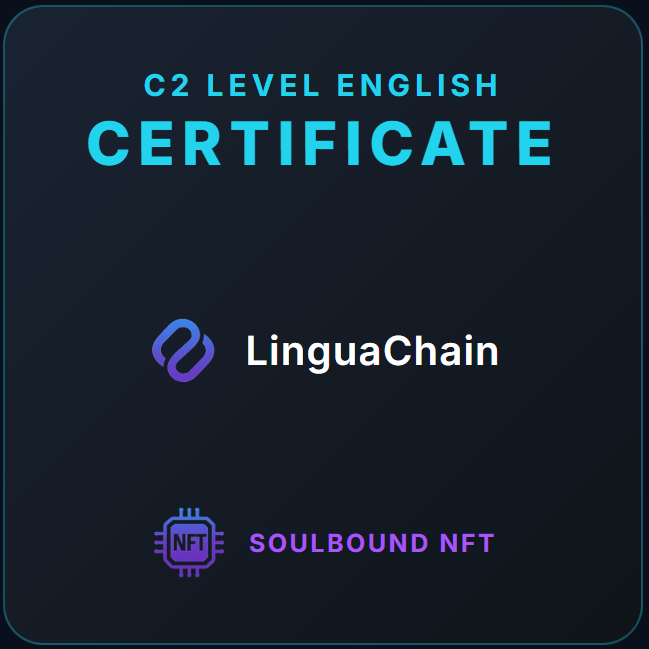 C2 LEVEL ENGLISH
CERTIFICATE
LinguaChain
NFT
SOULBOUND NFT